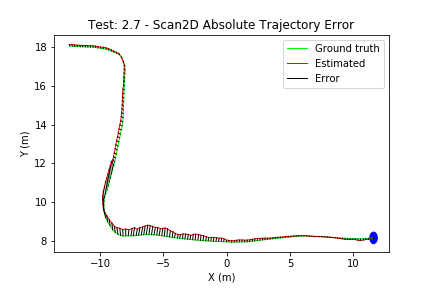 Test: 2.7 - Scan2D Absolute Trajectory Error
Ground truth
Estimated
Error
18
16
14
12
10
8
Y (m)
−10
−5
0
5
10
X (m)